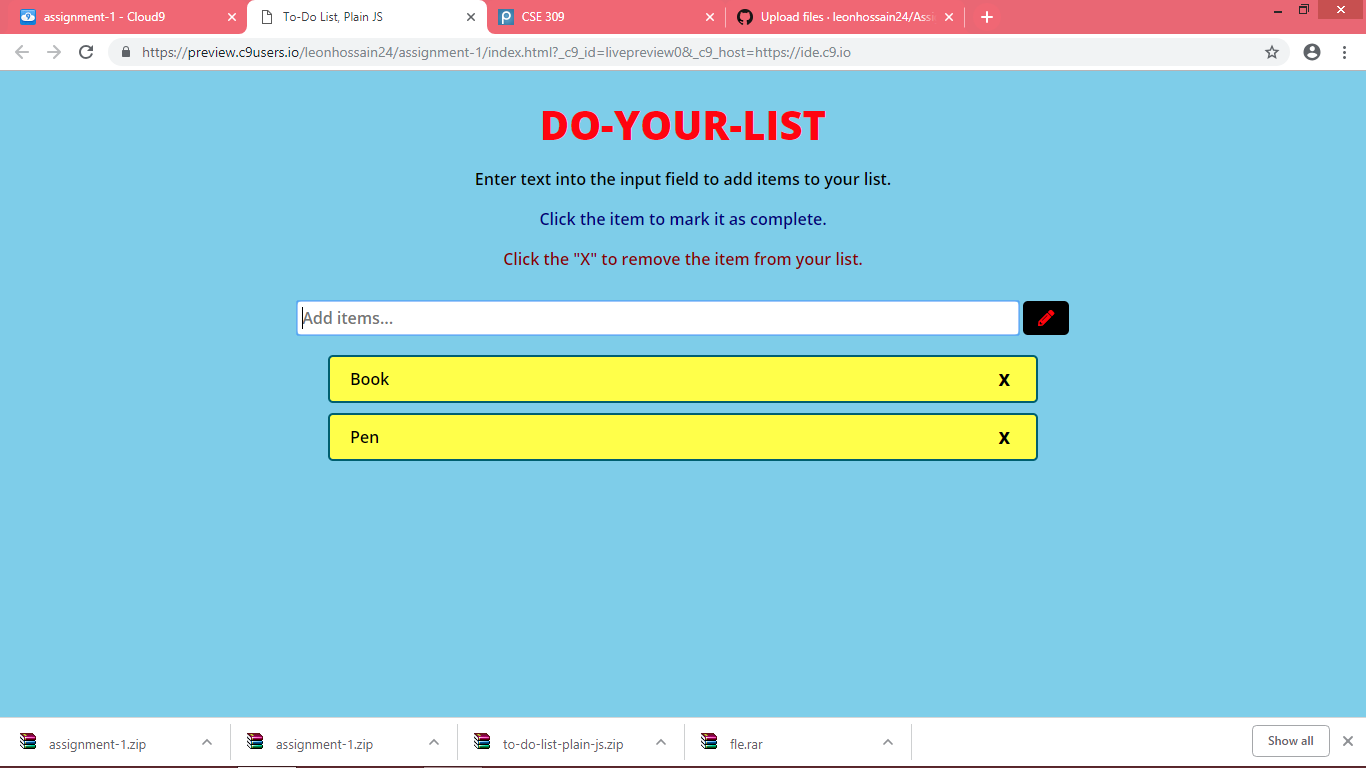 assignment-1 - Cloud9
To-Do List, Plain JS
CSE 309
Upload files · leonhossain24/Assi
https://preview.c9users.io/leonhossain24/assignment-1/index.html?_c9_id=livepreview0&_c9_host=https://ide.c9.io
DO-YOUR-LIST
Enter text into the input field to add items to your list.
Click the item to mark it as complete.
Click the "X" to remove the item from your list.
Add items...
Book X
Pen X
assignment-1.zip
assignment-1.zip
to-do-list-plain-js.zip
fle.rar
Show all